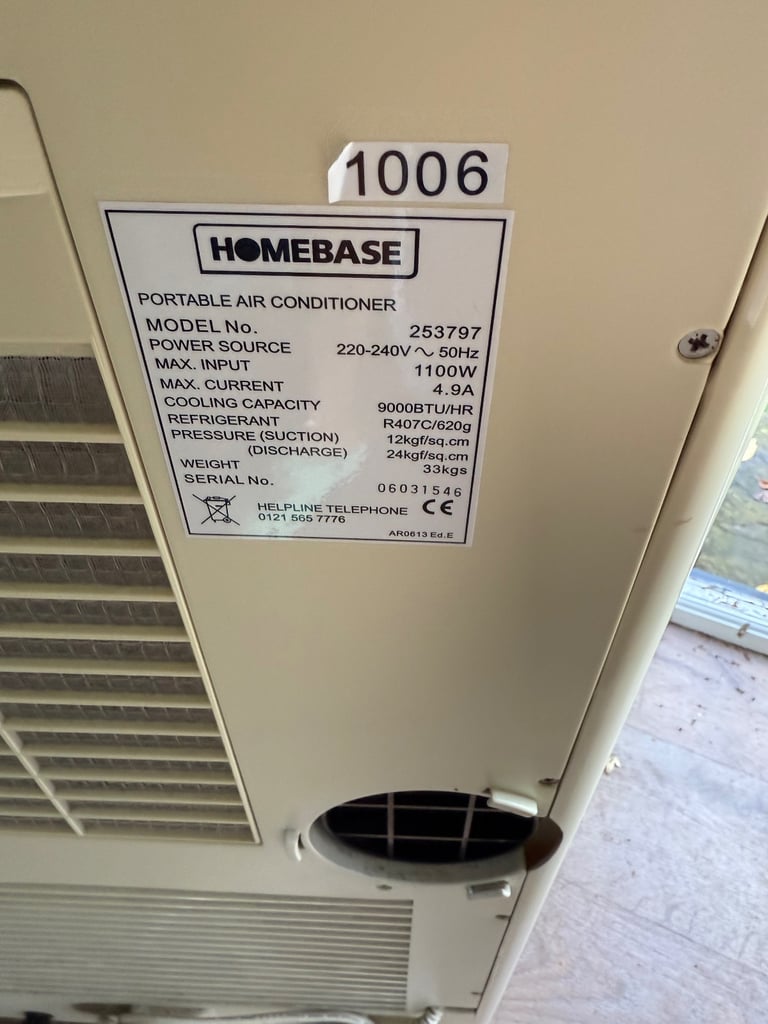 1006
HOMEBASE
PORTABLE AIR CONDITIONER
MODEL No. 253797
POWER SOURCE 220-240V ~ 50Hz
MAX. INPUT 1100W
MAX. CURRENT 4.9A
COOLING CAPACITY 9000BTU/HR
REFRIGERANT R407C/620g
PRESSURE (SUCTION) 12kgf/sq.cm
(DISCHARGE) 24kgf/sq.cm
WEIGHT 33kgs
SERIAL No. 06031546
HELPLINE TELEPHONE CE
0121 565 7776
AR0613 Ed.E